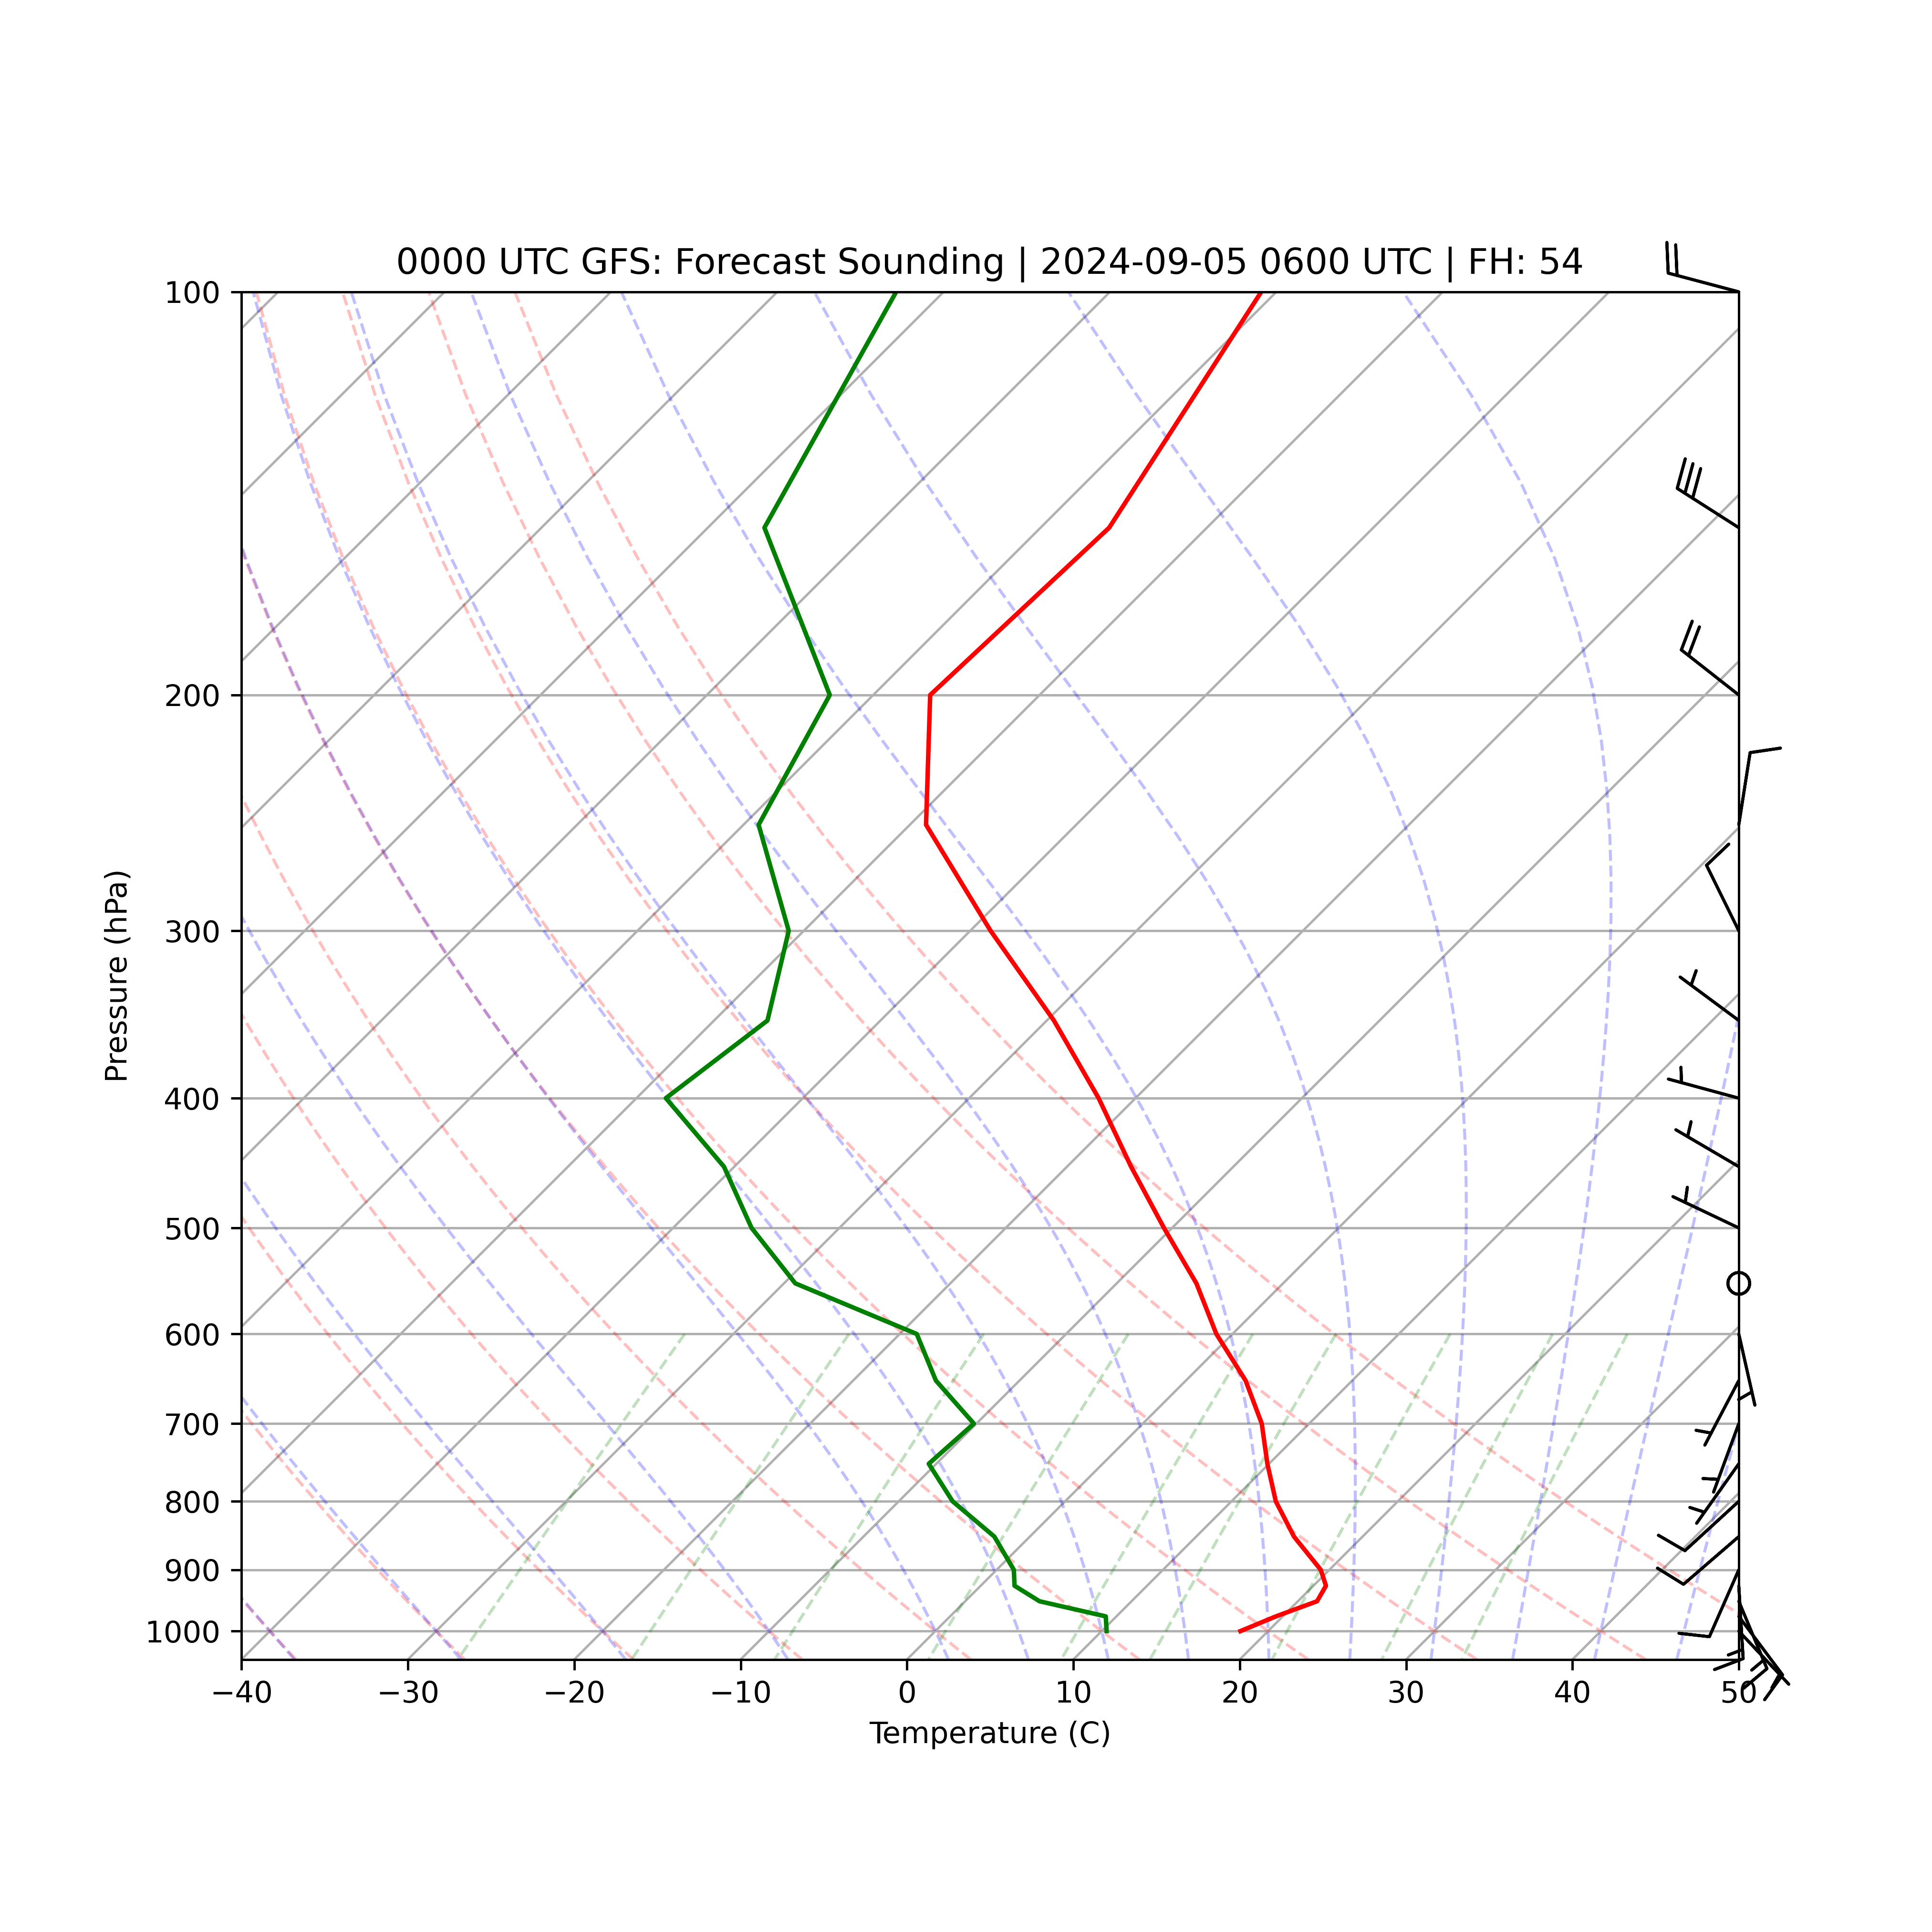 0000 UTC GFS: Forecast Sounding | 2024-09-05 0600 UTC | FH: 54
100
200
300
400
500
600
700
800
900
1000
Pressure (hPa)
−40 −30 −20 −10 0 10 20 30 40 50
Temperature (C)